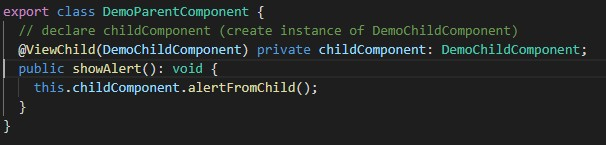 export class DemoParentComponent {
// declare childComponent (create instance of DemoChildComponent)
@ViewChild(DemoChildComponent) private childComponent: DemoChildComponent;
public showAlert(): void {
this.childComponent.alertFromChild();
}
}